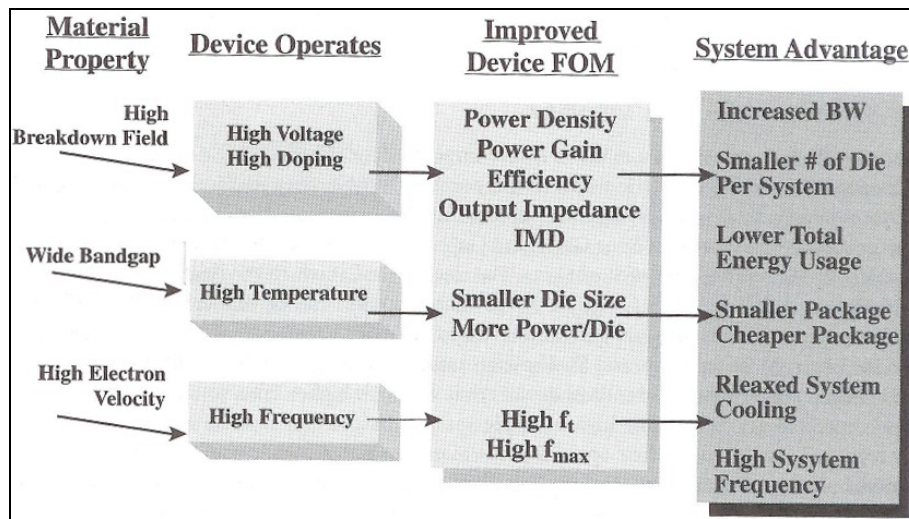 Material
Property
Device Operates
Improved
Device FOM
System Advantage
High
Breakdown Field
High Voltage
High Doping
Power Density
Power Gain
Efficiency
Output Impedance
IMD
Increased BW
Smaller # of Die
Per System
Lower Total
Energy Usage
Wide Bandgap
High Temperature
Smaller Die Size
More Power/Die
Smaller Package
Cheaper Package
High Electron
Velocity
High Frequency
High fₜ
High fmax
Rleaxed System
Cooling
High Sysytem
Frequency